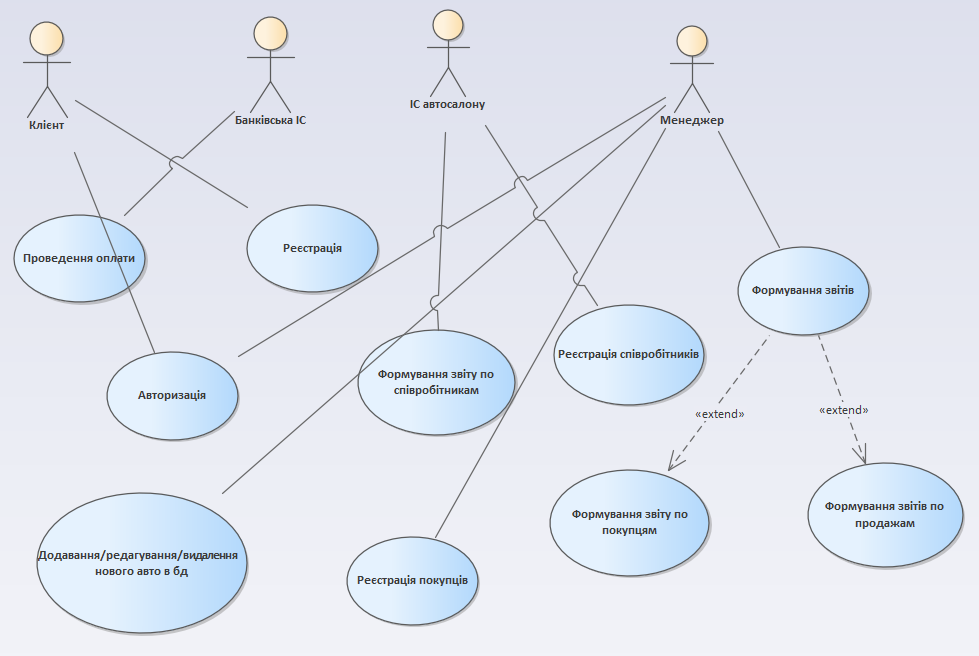 Клієнт
Банківська ІС
ІС автосалону
Менеджер
Проведення оплати
Реєстрація
Формування звітів
Авторизація
Формування звіту по
співробітникам
Реєстрація співробітників
«extend»
«extend»
Додавання/редагування/видалення
нового авто в бд
Реєстрація покупців
Формування звіту по
покупцям
Формування звітів по
продажам